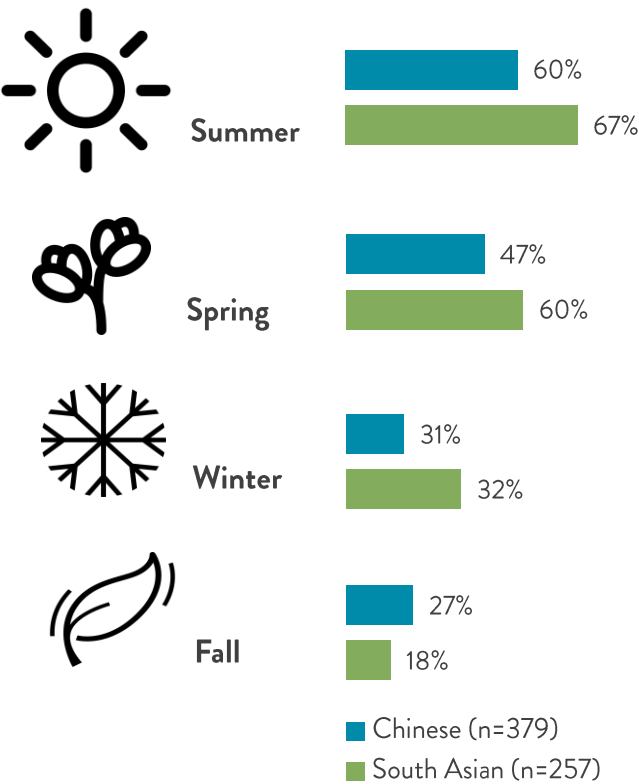 60%
Summer
67%
47%
Spring
60%
31%
Winter
32%
27%
Fall
18%
Chinese (n=379)
South Asian (n=257)